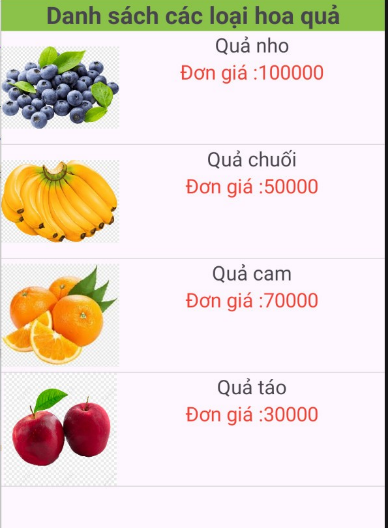 Danh sách các loại hoa quả
Quả nho
Đơn giá :100000
Quả chuối
Đơn giá :50000
Quả cam
Đơn giá :70000
Quả táo
Đơn giá :30000